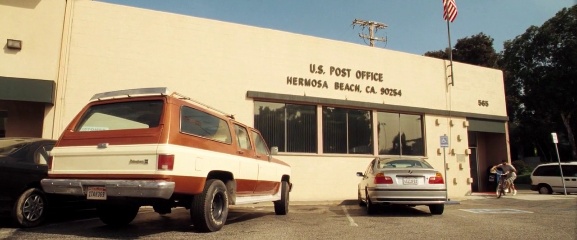 U.S. POST OFFICE
HERMOSA BEACH, CA. 90254
565